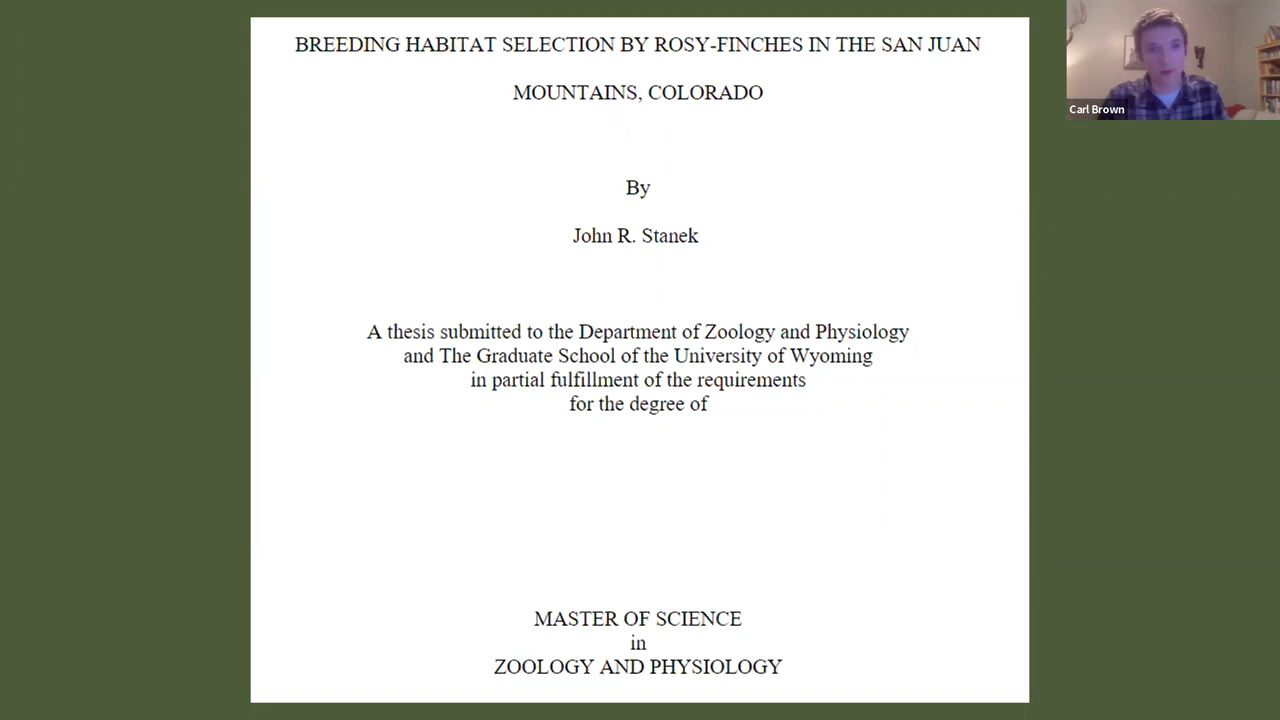 BREEDING HABITAT SELECTION BY ROSY-FINCHES IN THE SAN JUAN
MOUNTAINS, COLORADO
By
John R. Stanek
A thesis submitted to the Department of Zoology and Physiology
and The Graduate School of the University of Wyoming
in partial fulfillment of the requirements
for the degree of
MASTER OF SCIENCE
in
ZOOLOGY AND PHYSIOLOGY
Carl Brown